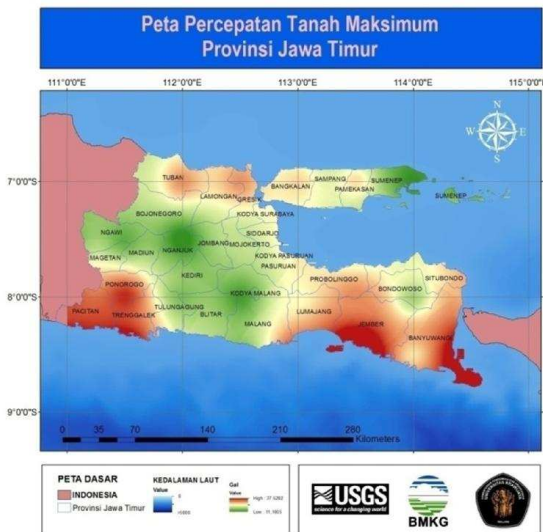 Peta Percepatan Tanah Maksimum
Provinsi Jawa Timur
111°0'0"E 112°0'0"E 113°0'0"E 114°0'0"E 115°0'0"E
N
W E
S
7°0'0"S
8°0'0"S
9°0'0"S
TUBAN
LAMONGAN
GRESIK
BANGKALAN
SAMPANG
PAMEKASAN
SUMENEP
SUMENEP
BOJONEGORO
KODYA SURABAYA
NGAWI
SIDOARJO
MADIUN
NGANJUK
JOMBANG
MOJOKERTO
MAGETAN
KODYA PASURUAN
PASURUAN
KEDIRI
PROBOLINGGO
SITUBONDO
BONDOWOSO
PONOROGO
KODYA MALANG
PACITAN
TRENGGALEK
TULUNGAGUNG
BLITAR
MALANG
LUMAJANG
JEMBER
BANYUWANGI
0 35 70 140 210 280
Kilometers
PETA DASAR
INDONESIA
Provinsi Jawa Timur
KEDALAMAN LAUT
Value
Gal
Value
USGS
science for a changing world
BMKG